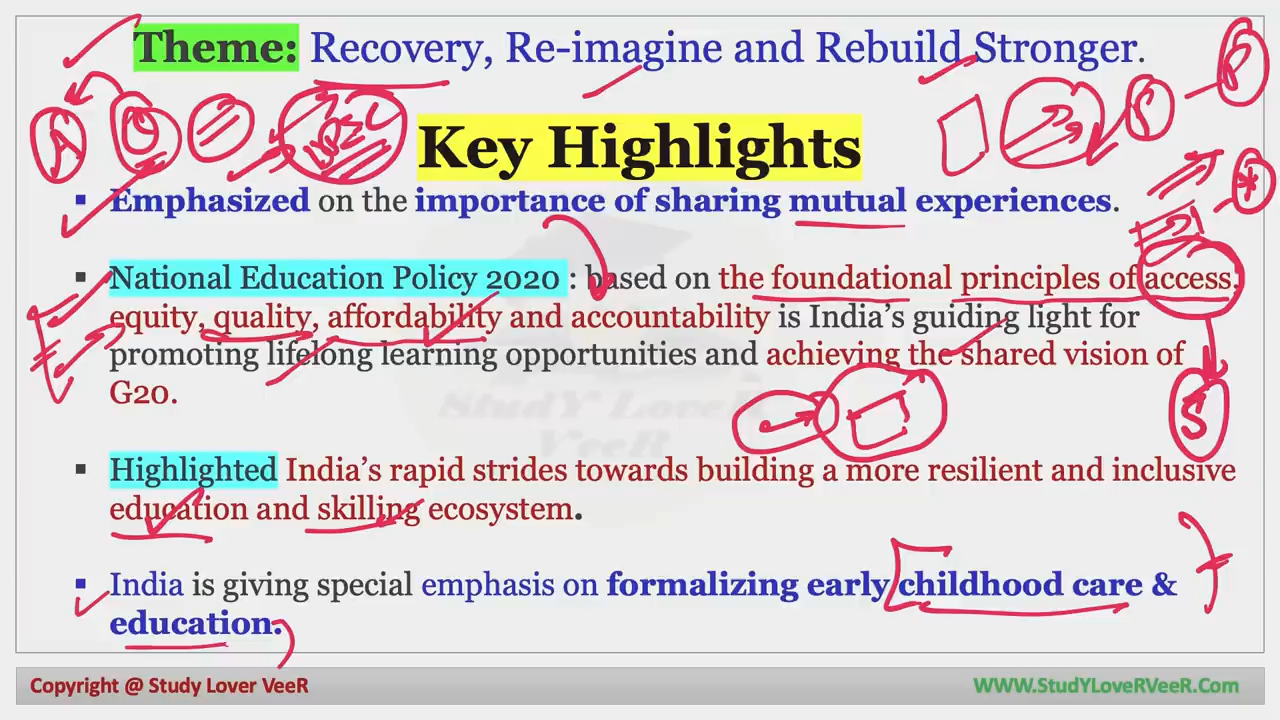 Theme: Recovery, Re-imagine and Rebuild Stronger.
Key Highlights
Emphasized on the importance of sharing mutual experiences.
National Education Policy 2020 : based on the foundational principles of access,
equity, quality, affordability and accountability is India's guiding light for
promoting lifelong learning opportunities and achieving the shared vision of
G20.
Highlighted India's rapid strides towards building a more resilient and inclusive
education and skilling ecosystem.
India is giving special emphasis on formalizing early childhood care &
education.
StudY LoveR
VeeR
A
UPSC
S
S
Copyright @ Study Lover VeeR
WWW.StudYLoveRVeeR.Com